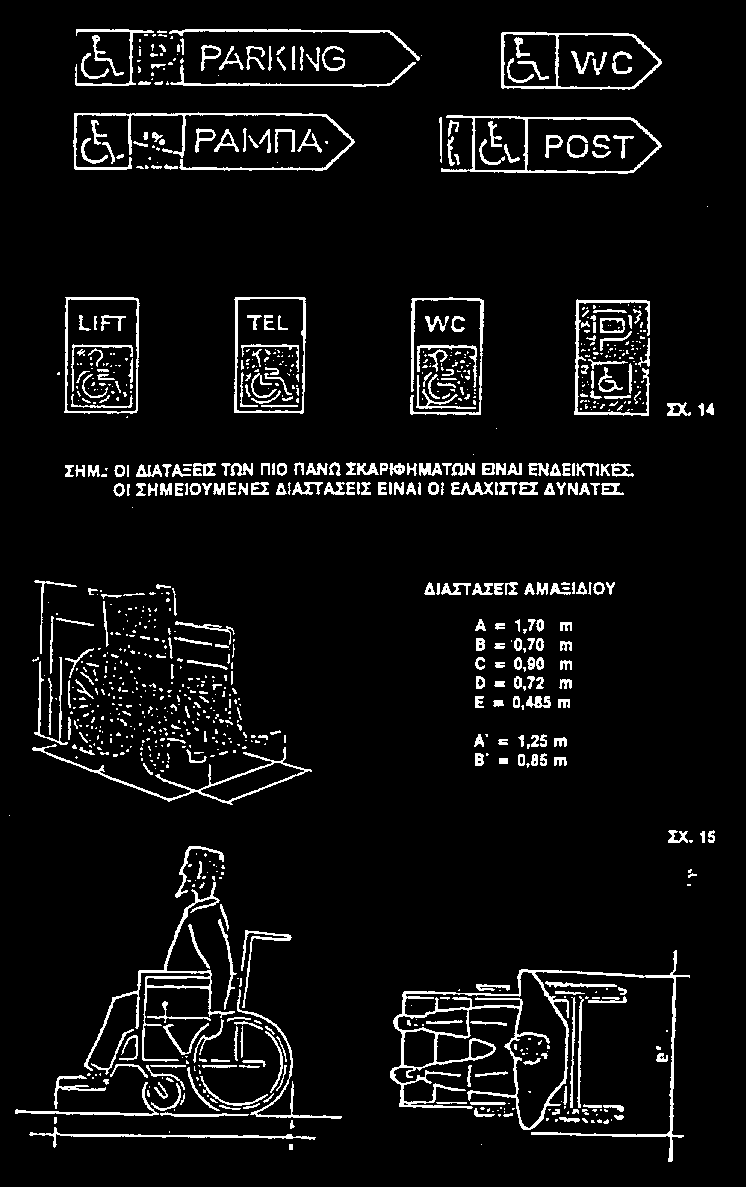 PARKING
WC
ΡΑΜΠΑ
POST
LIFT
TEL
WC
P
ΣΧ. 14
ΣΗΜ.: ΟΙ ΔΙΑΤΑΞΕΙΣ ΤΩΝ ΠΙΟ ΠΑΝΩ ΣΚΑΡΙΦΗΜΑΤΩΝ ΕΙΝΑΙ ΕΝΔΕΙΚΤΙΚΕΣ.
ΟΙ ΣΗΜΕΙΟΥΜΕΝΕΣ ΔΙΑΣΤΑΣΕΙΣ ΕΙΝΑΙ ΟΙ ΕΛΑΧΙΣΤΕΣ ΔΥΝΑΤΕΣ.
ΔΙΑΣΤΑΣΕΙΣ ΑΜΑΞΙΔΙΟΥ
A = 1,70 m
B = 0,70 m
C = 0,90 m
D = 0,72 m
E = 0,485 m
A' = 1,25 m
B' = 0,85 m
ΣΧ. 15
B'